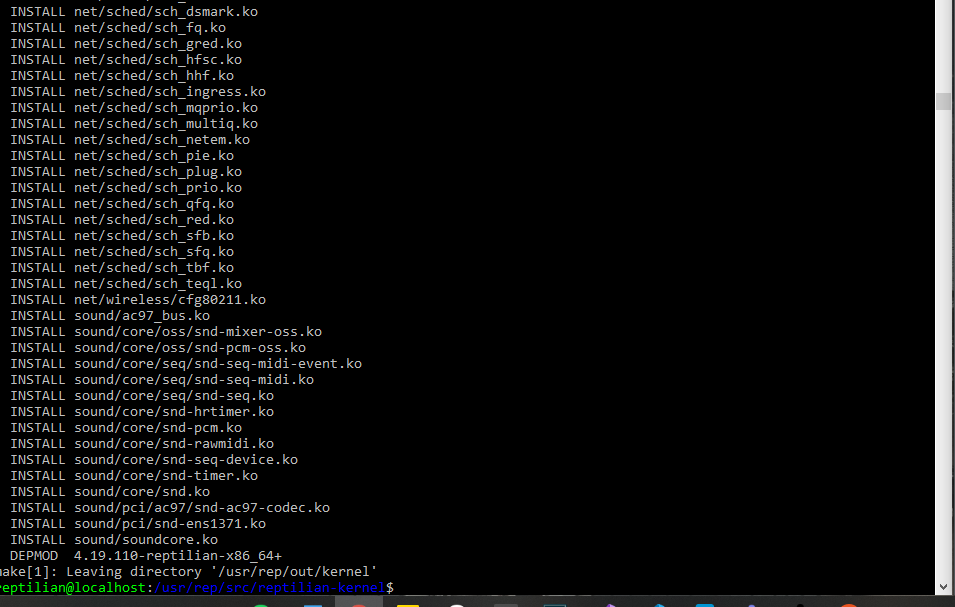 INSTALL net/sched/sch_dsmark.ko
INSTALL net/sched/sch_fq.ko
INSTALL net/sched/sch_gred.ko
INSTALL net/sched/sch_hfsc.ko
INSTALL net/sched/sch_hhf.ko
INSTALL net/sched/sch_ingress.ko
INSTALL net/sched/sch_mqprio.ko
INSTALL net/sched/sch_multiq.ko
INSTALL net/sched/sch_netem.ko
INSTALL net/sched/sch_pie.ko
INSTALL net/sched/sch_plug.ko
INSTALL net/sched/sch_prio.ko
INSTALL net/sched/sch_qfq.ko
INSTALL net/sched/sch_red.ko
INSTALL net/sched/sch_sfb.ko
INSTALL net/sched/sch_sfq.ko
INSTALL net/sched/sch_tbf.ko
INSTALL net/sched/sch_teql.ko
INSTALL net/wireless/cfg80211.ko
INSTALL sound/ac97_bus.ko
INSTALL sound/core/oss/snd-mixer-oss.ko
INSTALL sound/core/oss/snd-pcm-oss.ko
INSTALL sound/core/seq/snd-seq-midi-event.ko
INSTALL sound/core/seq/snd-seq-midi.ko
INSTALL sound/core/seq/snd-seq.ko
INSTALL sound/core/snd-hrtimer.ko
INSTALL sound/core/snd-pcm.ko
INSTALL sound/core/snd-rawmidi.ko
INSTALL sound/core/snd-seq-device.ko
INSTALL sound/core/snd-timer.ko
INSTALL sound/core/snd.ko
INSTALL sound/pci/ac97/snd-ac97-codec.ko
INSTALL sound/pci/snd-ens1371.ko
INSTALL sound/soundcore.ko
DEPMOD  4.19.110-reptilian-x86_64+
make[1]: Leaving directory '/usr/rep/out/kernel'
reptilian@localhost:/usr/rep/src/reptilian-kernel$